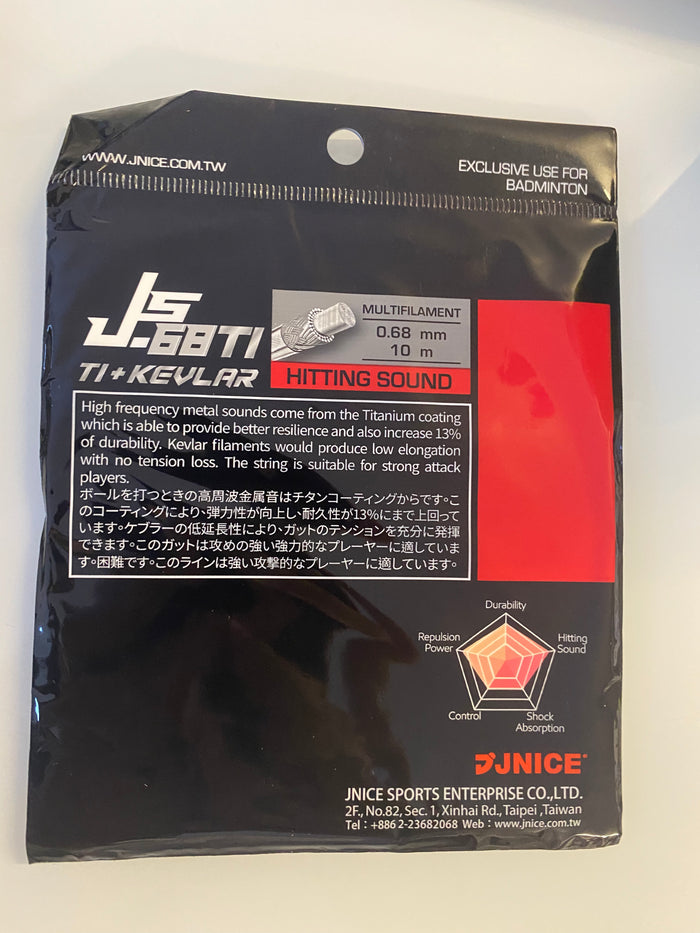 WWW.JNICE.COM.TW
EXCLUSIVE USE FOR
BADMINTON
JS-68TI
TI+KEVLAR
MULTIFILAMENT
0.68 mm
10 m
HITTING SOUND
High frequency metal sounds come from the Titanium coating
which is able to provide better resilience and also increase 13%
of durability. Kevlar filaments would produce low elongation
with no tension loss. The string is suitable for strong attack
players.
ボールを打つときの高周波金属音はチタンコーティングからです。こ
のコーティングにより、弾力性が向上し、耐久性が13%にまで上回って
います。ケブラーの低延長性により、ガットのテンションを充分に発揮
できます。このガットは攻めの強い強力的なプレーヤーに適していま
す。困難です。このラインは強い攻撃的なプレーヤーに適しています。
Durability
Repulsion
Power
Hitting
Sound
Control
Shock
Absorption
JNICE
JNICE SPORTS ENTERPRISE CO.,LTD.
2F., No.82, Sec. 1, Xinhai Rd., Taipei ,Taiwan
Tel : +886 2-23682068 Web : www.jnice.com.tw